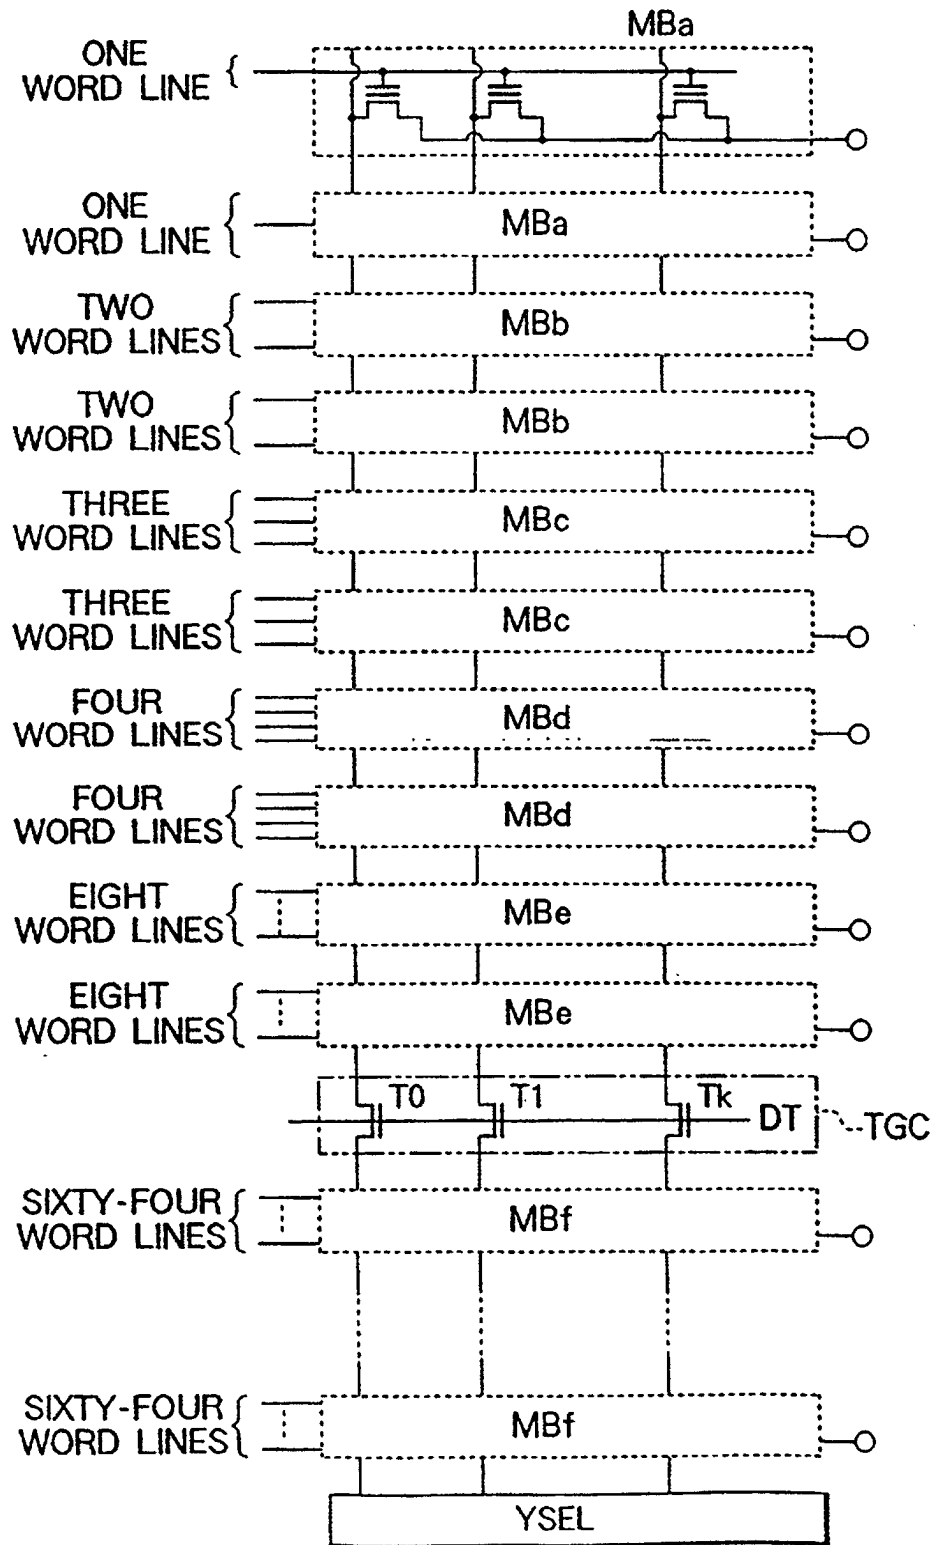 MBa
ONE
WORD LINE
ONE
WORD LINE
MBa
TWO
WORD LINES
MBb
TWO
WORD LINES
MBb
THREE
WORD LINES
MBc
THREE
WORD LINES
MBc
FOUR
WORD LINES
MBd
FOUR
WORD LINES
MBd
EIGHT
WORD LINES
MBe
EIGHT
WORD LINES
MBe
T0 T1 Tk
DT TGC
SIXTY-FOUR
WORD LINES
MBf
SIXTY-FOUR
WORD LINES
MBf
YSEL